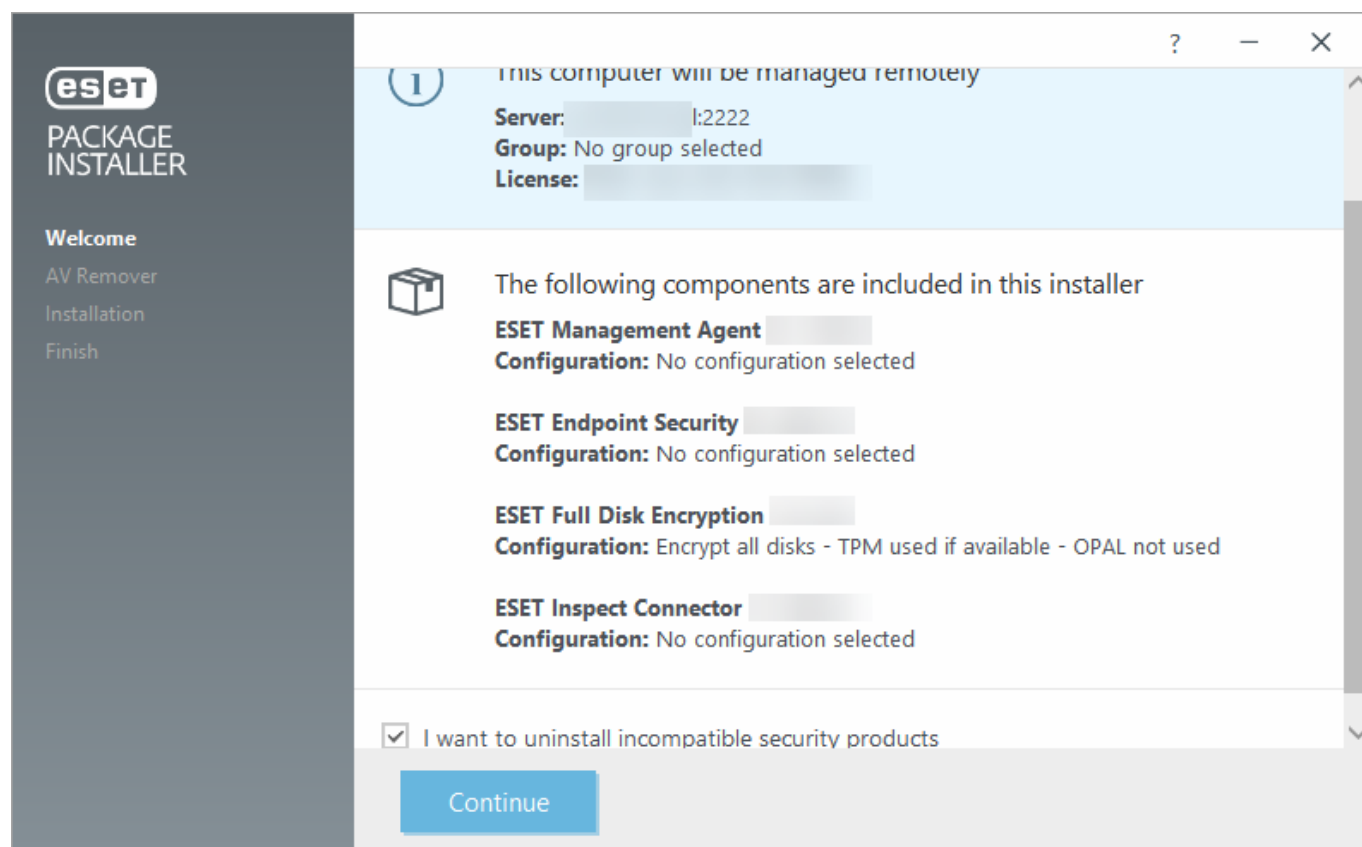 ?
eset
PACKAGE
INSTALLER
Welcome
AV Remover
Installation
Finish
This computer will be managed remotely
Server: l:2222
Group: No group selected
License:
The following components are included in this installer
ESET Management Agent
Configuration: No configuration selected
ESET Endpoint Security
Configuration: No configuration selected
ESET Full Disk Encryption
Configuration: Encrypt all disks - TPM used if available - OPAL not used
ESET Inspect Connector
Configuration: No configuration selected
I want to uninstall incompatible security products
Continue